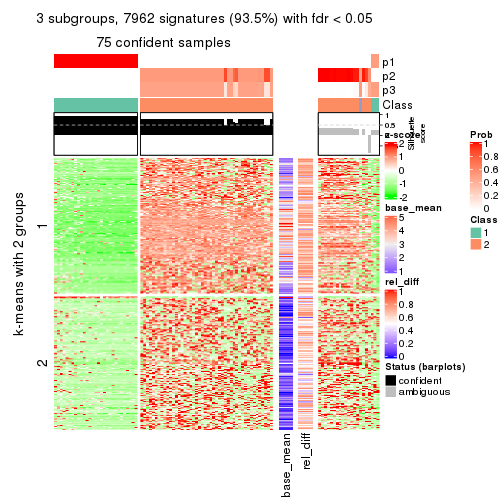 3 subgroups, 7962 signatures (93.5%) with fdr < 0.05
75 confident samples
p1
p2
p3
Class
1
0.5
0
Silhouette
score
z-score
2
1
0
-1
-2
base_mean
5
4
3
2
1
rel_diff
1
0.8
0.6
0.4
0.2
0
Status (barplots)
confident
ambiguous
Prob
1
0.8
0.6
0.4
0.2
0
Class
1
2
k-means with 2 groups
1
2
base_mean
rel_diff